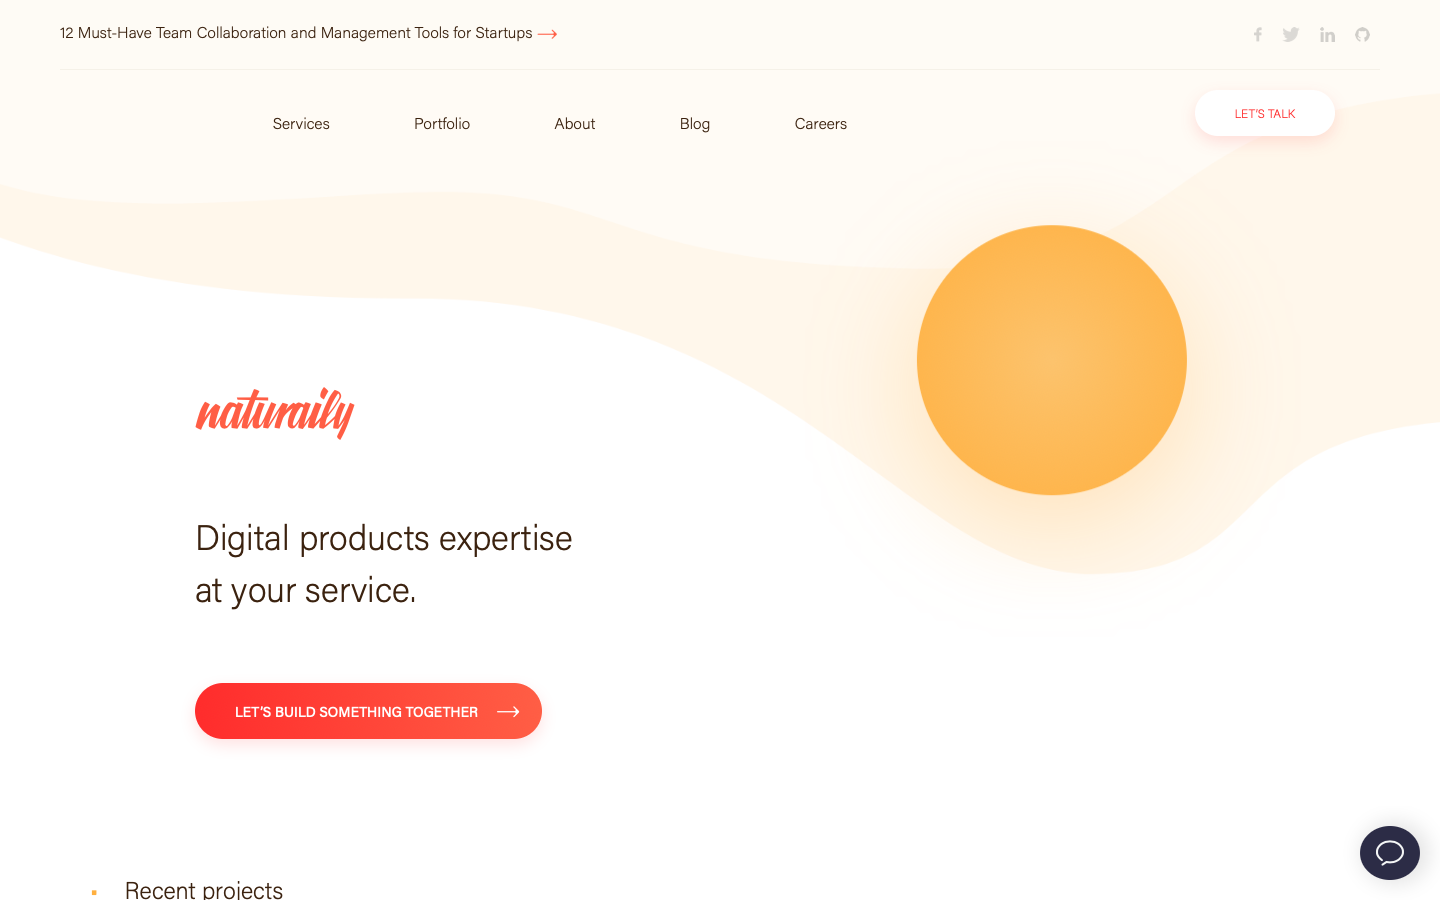 12 Must-Have Team Collaboration and Management Tools for Startups
Services Portfolio About Blog Careers
LET'S TALK
naturaily
Digital products expertise
at your service.
LET'S BUILD SOMETHING TOGETHER
Recent projects